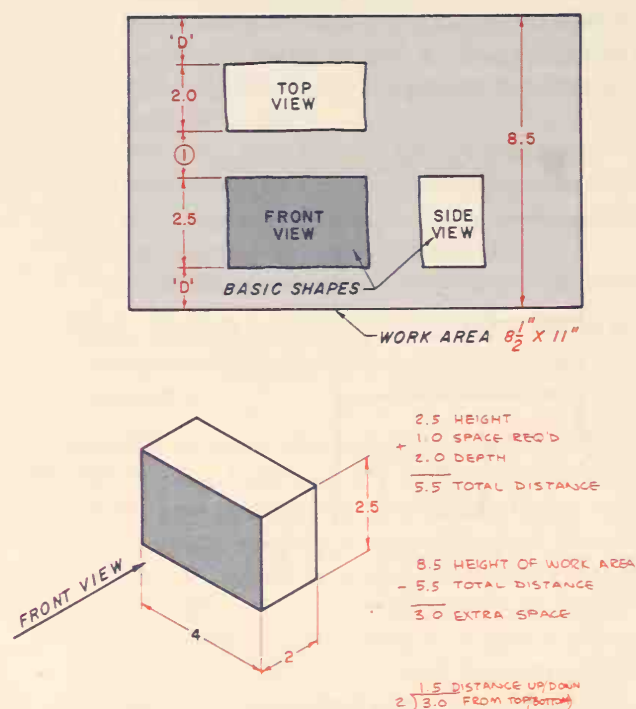 'D'
2.0
TOP
VIEW
1
8.5
2.5
FRONT
VIEW
SIDE
VIEW
'D'
BASIC SHAPES
WORK AREA 8 1/2" X 11"
2.5 HEIGHT
+ 1.0 SPACE REQ'D
2.0 DEPTH
5.5 TOTAL DISTANCE
2.5
FRONT VIEW
4
2
8.5 HEIGHT OF WORK AREA
- 5.5 TOTAL DISTANCE
3.0 EXTRA SPACE
1.5 DISTANCE UP/DOWN
2 3.0 FROM TOP/BOTTOM